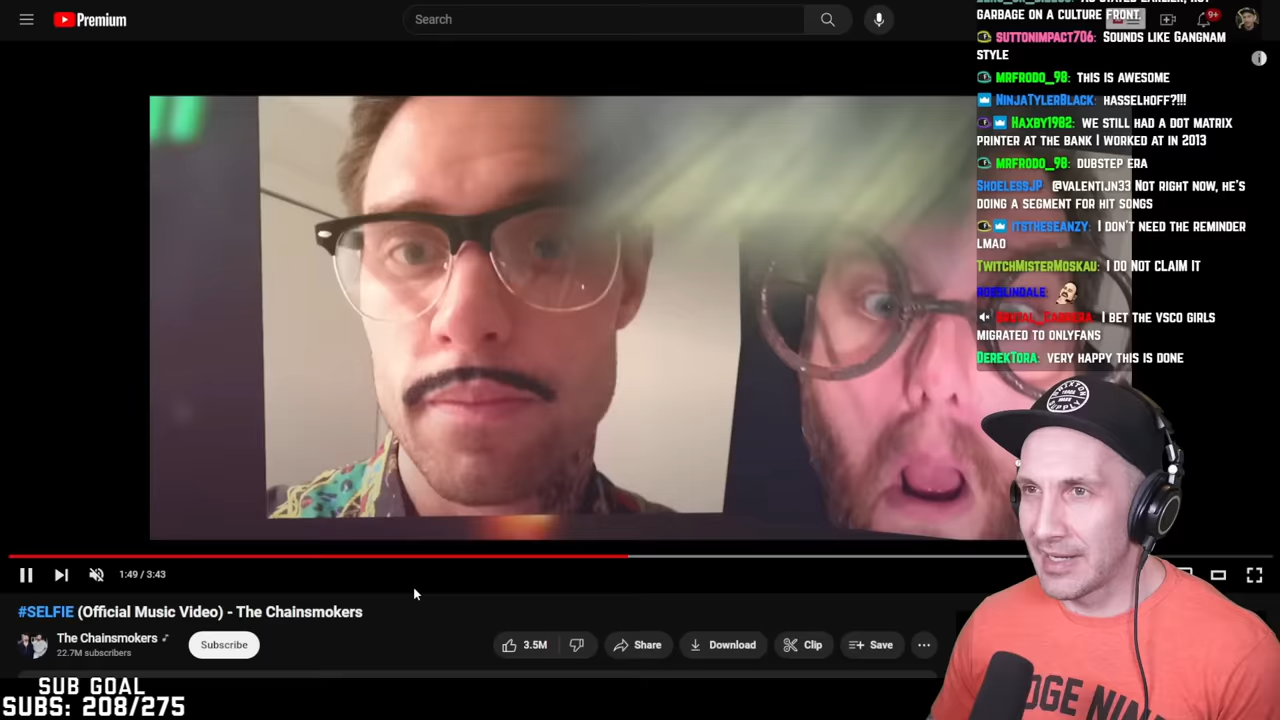 Premium
Search
9+
GARBAGE ON A CULTURE FRONT.
SUTTONIMPACT706: SOUNDS LIKE GANGNAM
STYLE
MRFRODO_98: THIS IS AWESOME
NINJATYLERBLACK: HASSELHOFF?!!!
HAXBY1982: WE STILL HAD A DOT MATRIX
PRINTER AT THE BANK I WORKED AT IN 2013
MRFRODO_98: DUBSTEP ERA
SHOELESSJP: @VALENTIJN33 NOT RIGHT NOW, HE'S
DOING A SEGMENT FOR HIT SONGS
ITSTHESEANZY: I DON'T NEED THE REMINDER
LMAO
TWITCHMISTERMOSKAU: I DO NOT CLAIM IT
I BET THE VSCO GIRLS
MIGRATED TO ONLYFANS
DEREKTORA: VERY HAPPY THIS IS DONE
1:49 / 3:43
#SELFIE (Official Music Video) - The Chainsmokers
The Chainsmokers
22.7M subscribers
Subscribe
3.5M
Share
Download
Clip
Save
SUB GOAL
SUBS: 208/275